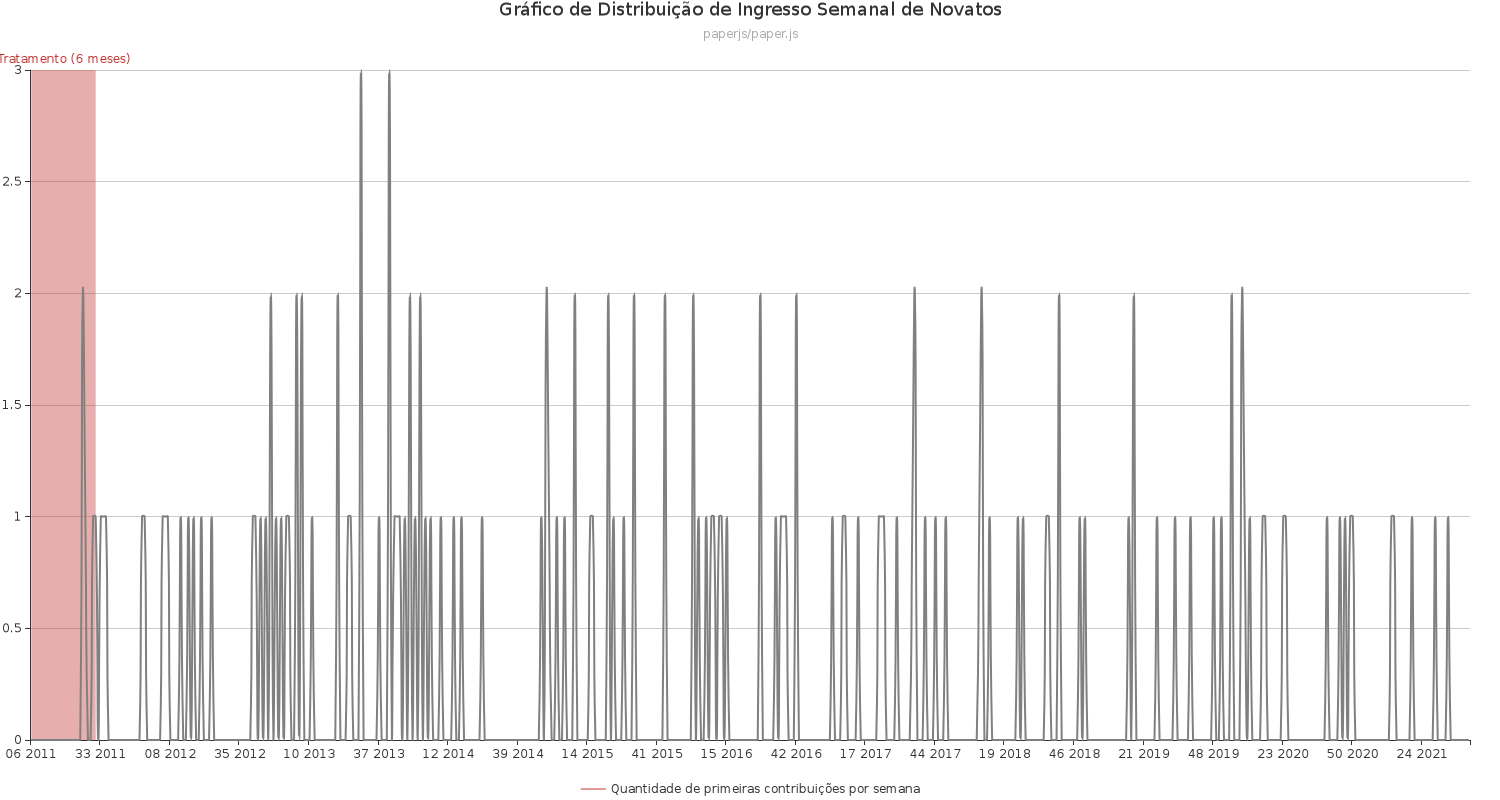 Gráfico de Distribuição de Ingresso Semanal de Novatos
paperjs/paper.js
Tratamento (6 meses)
3
2.5
2
1.5
1
0.5
0
06 2011 33 2011 08 2012 35 2012 10 2013 37 2013 12 2014 39 2014 14 2015 41 2015 15 2016 42 2016 17 2017 44 2017 19 2018 46 2018 21 2019 48 2019 23 2020 50 2020 24 2021
Quantidade de primeiras contribuições por semana